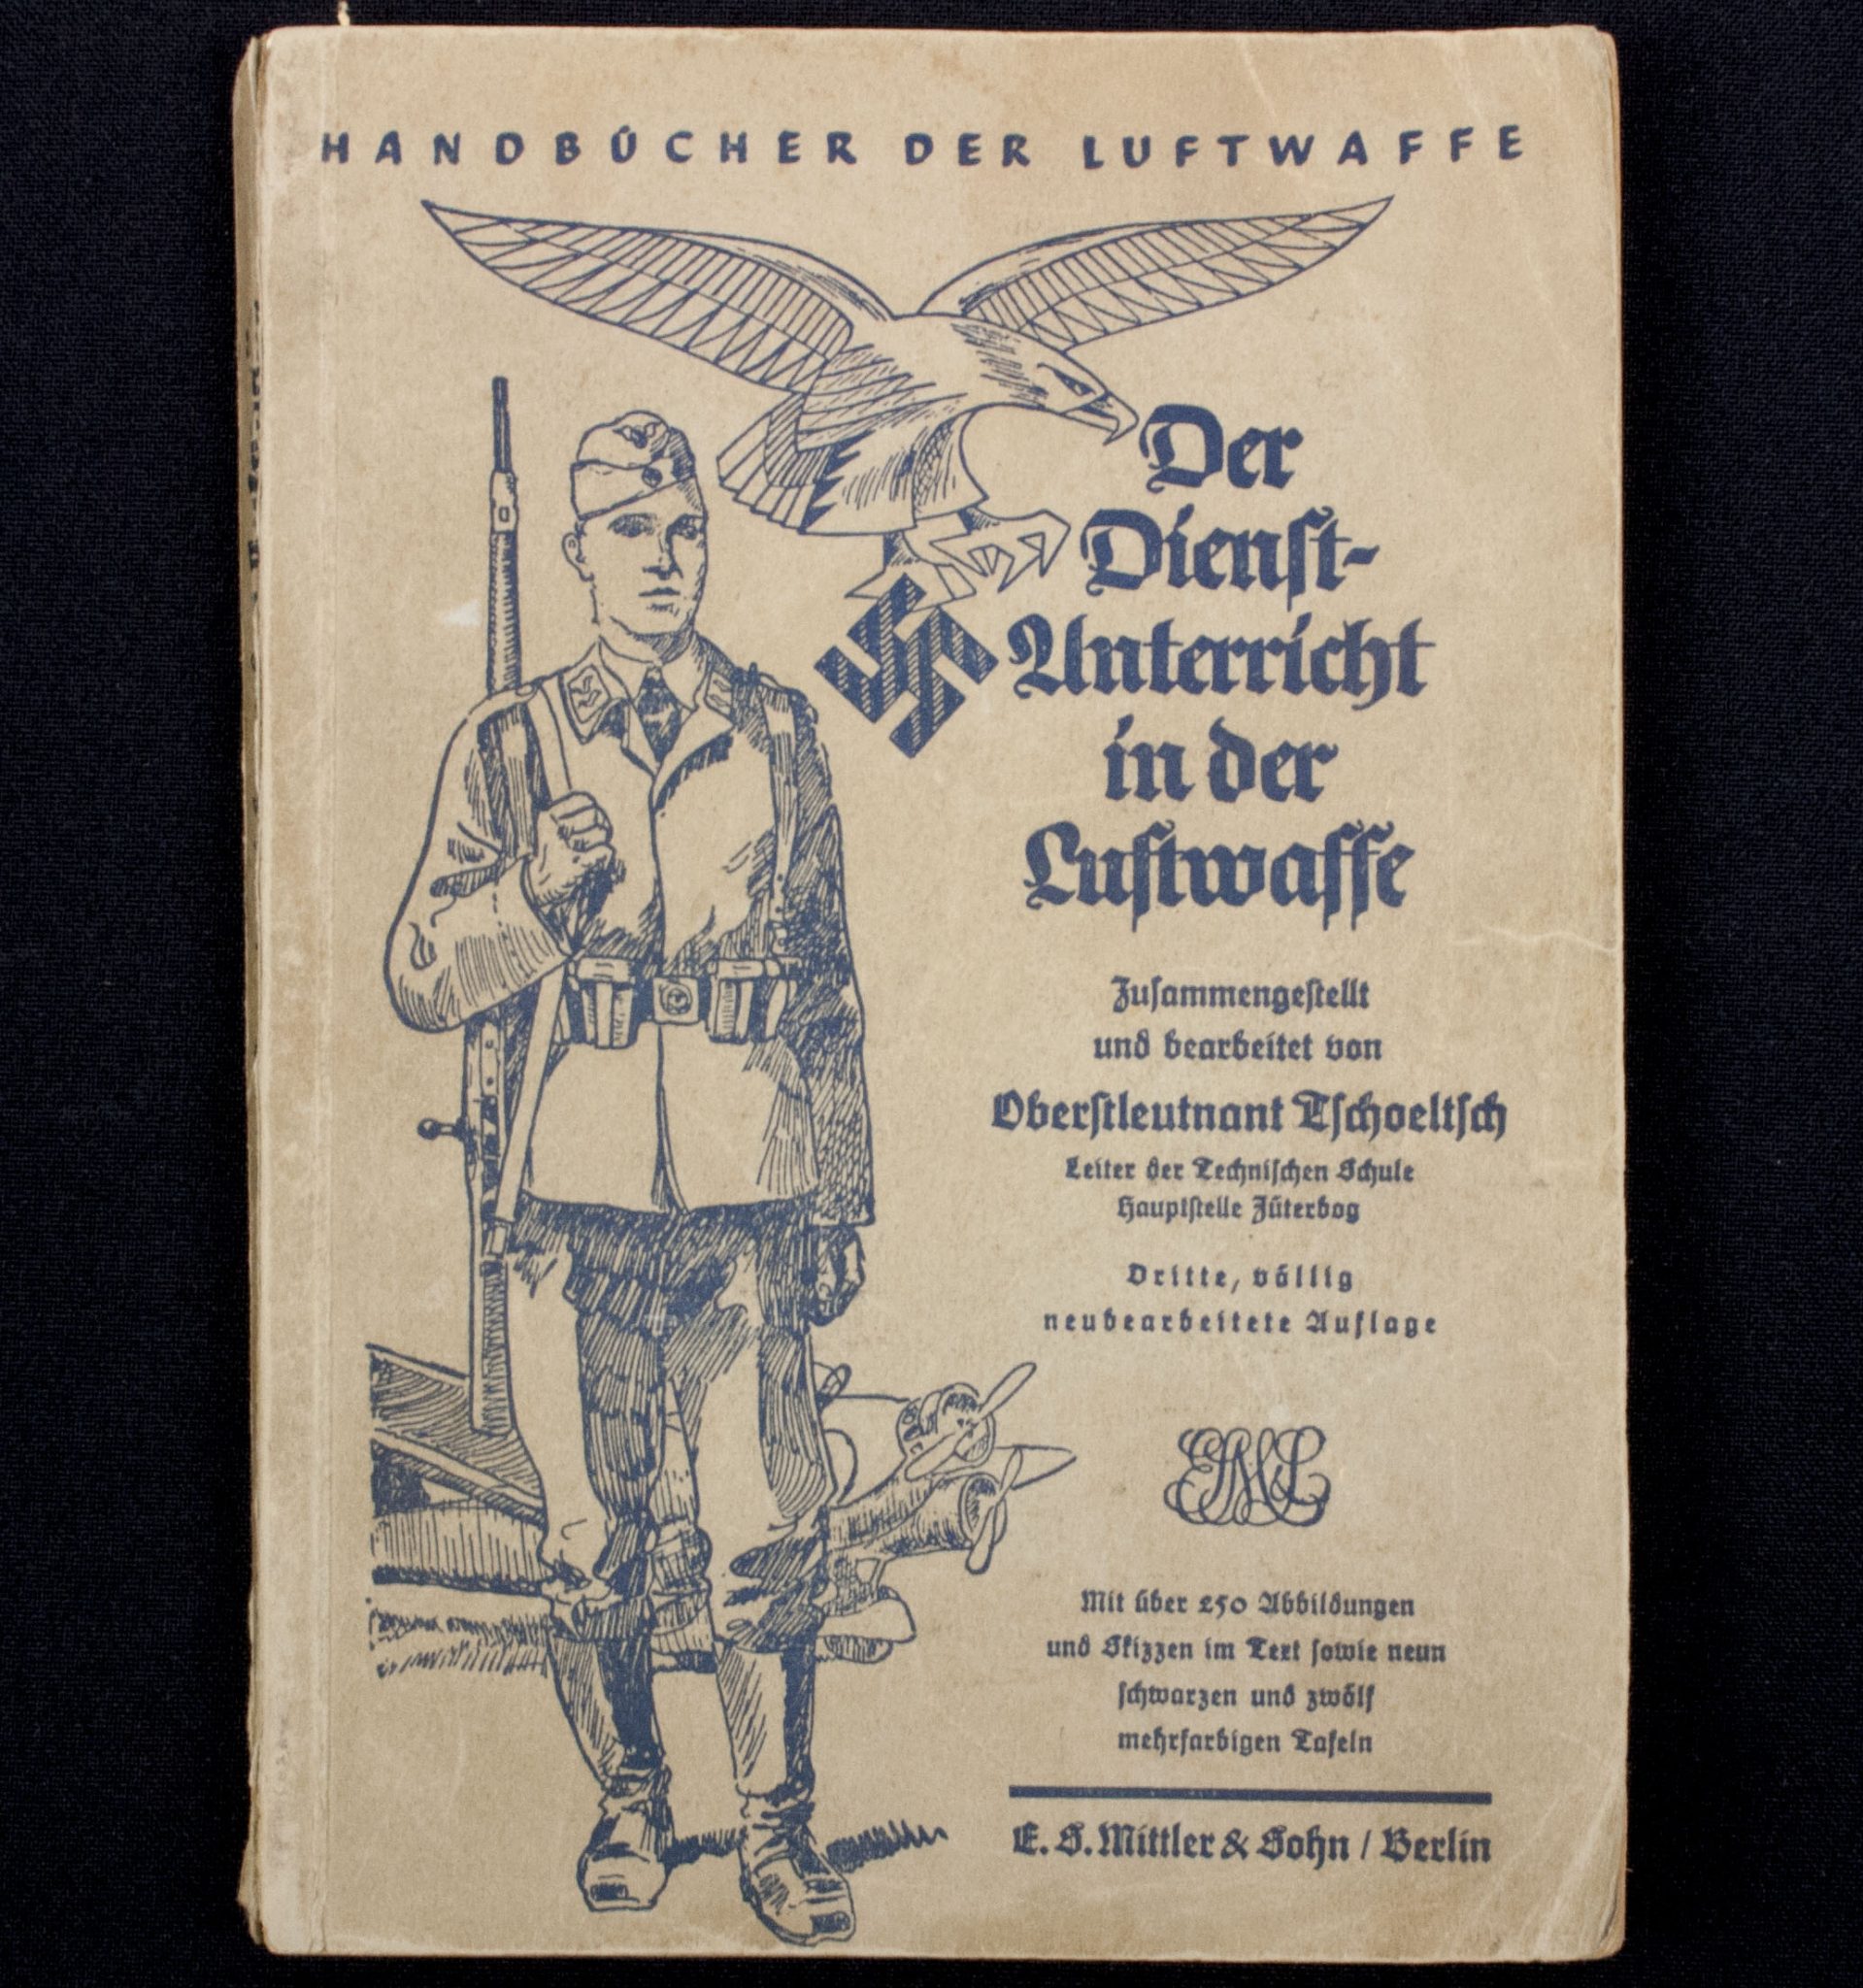 HANDBÜCHER DER LUFTWAFFE
Der
Dienst-
Unterricht
in der
Luftwaffe
Zusammengestellt
und bearbeitet von
Oberstleutnant Tschoeltsch
Leiter der Technischen Schule
Hauptstelle Jüterbog
Dritte, völlig
neubearbeitete Auflage
Mit über 250 Abbildungen
und Skizzen im Text sowie neun
schwarzen und zwölf
mehrfarbigen Tafeln
E. S. Mittler & Sohn / Berlin